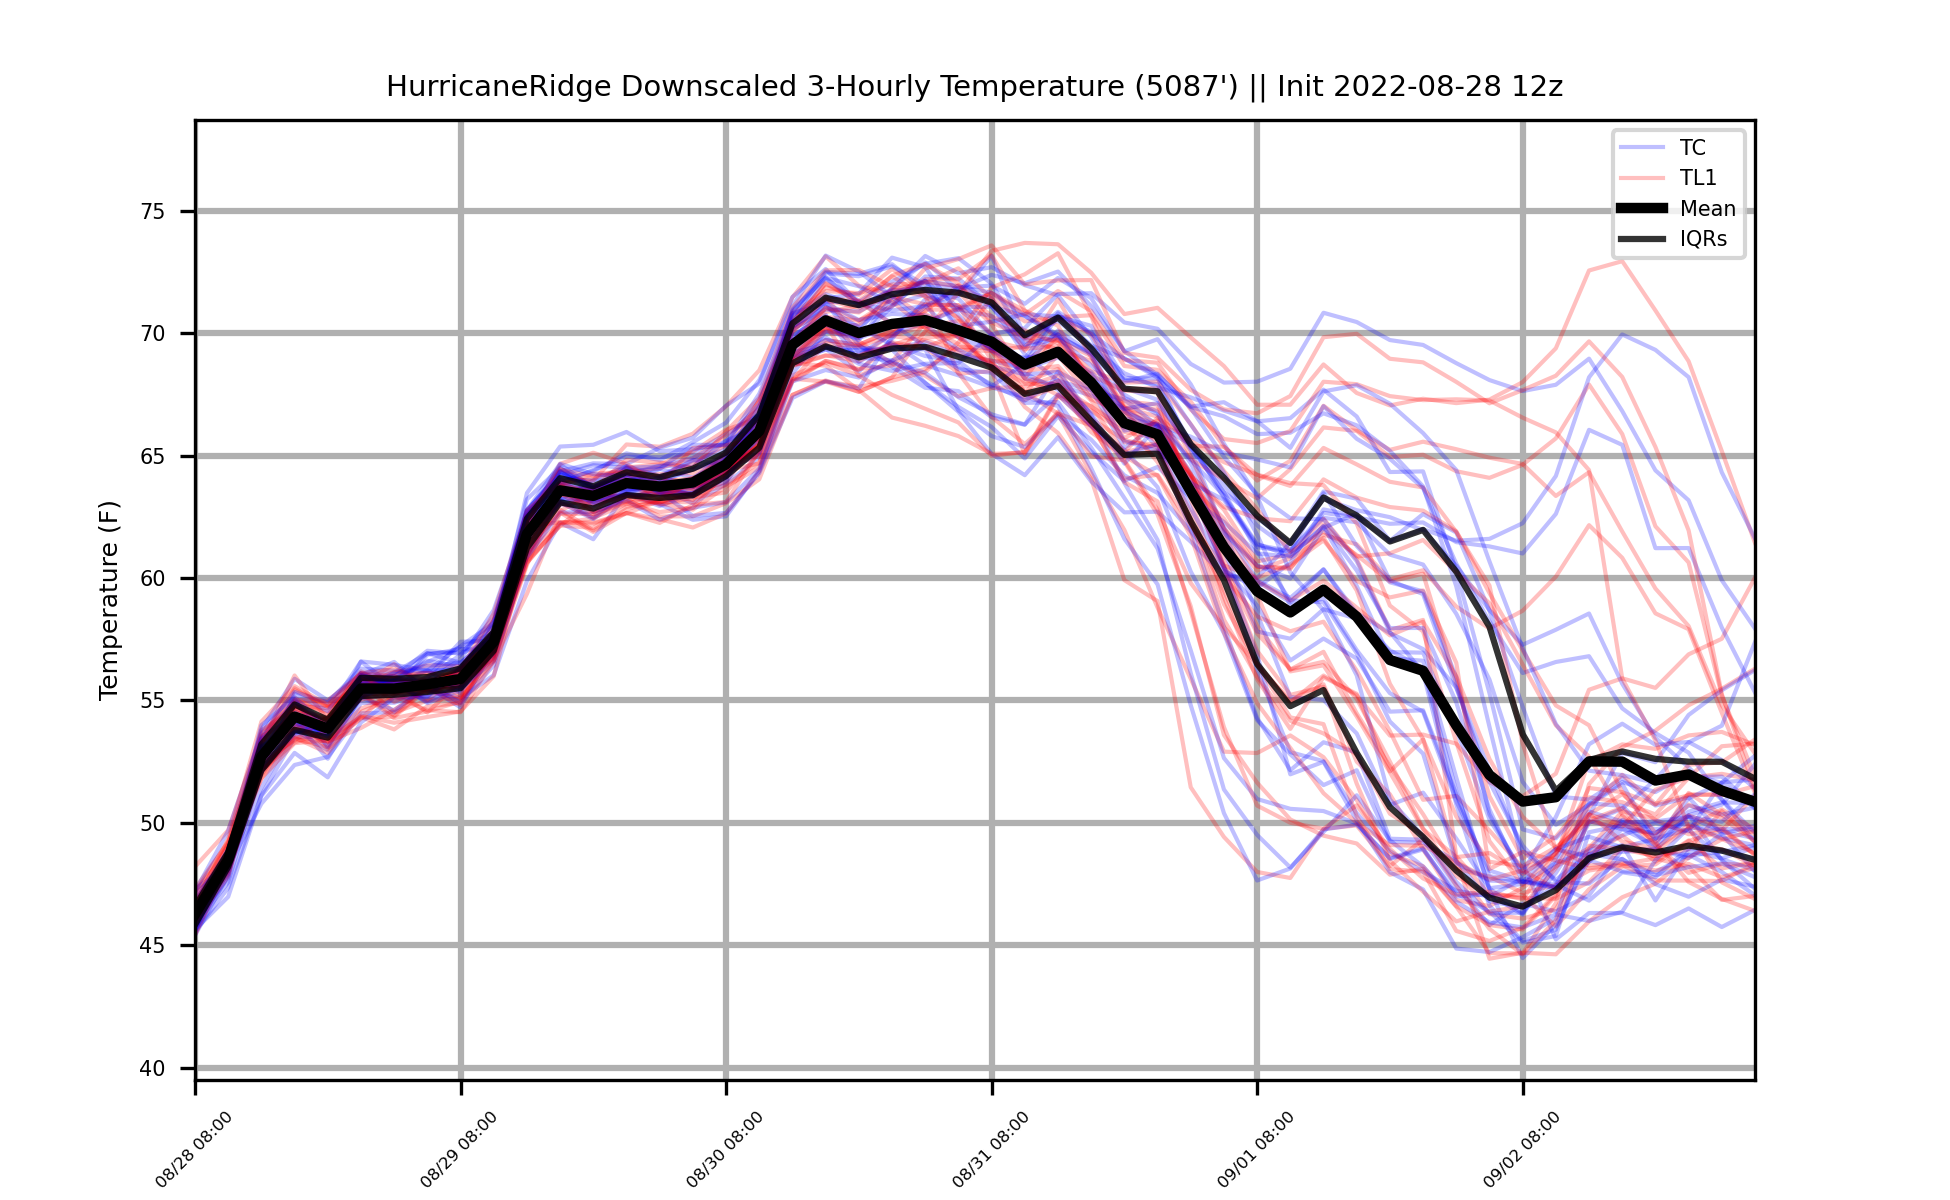 HurricaneRidge Downscaled 3-Hourly Temperature (5087') || Init 2022-08-28 12z
TC
TL1
Mean
IQRs
Temperature (F)
75
70
65
60
55
50
45
40
08/28 08:00
08/29 08:00
08/30 08:00
08/31 08:00
09/01 08:00
09/02 08:00